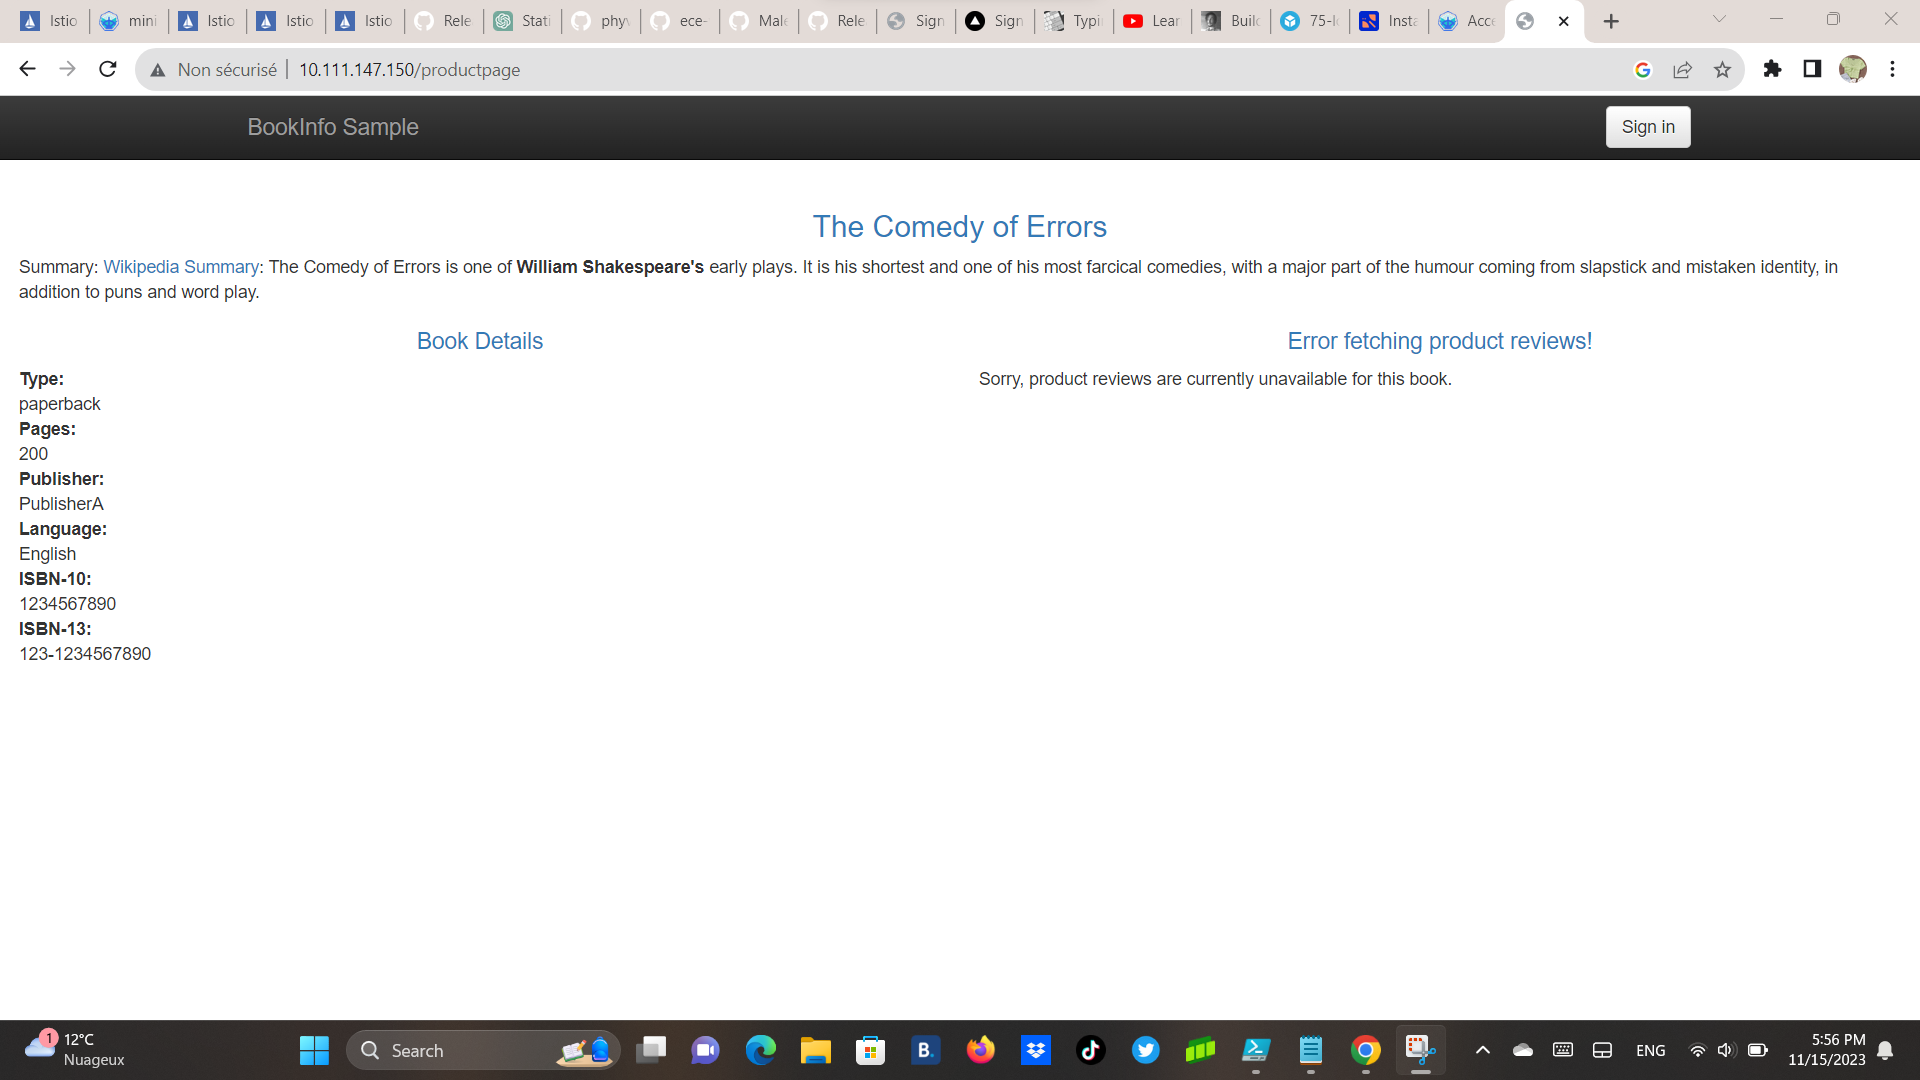 Istio
mini
Istio
Istio
Istio
Rele
Stati
phyv
ece-
Male
Rele
Sign
Sign
Typi
Lear
Build
75-I
Insta
Acce
Non sécurisé
10.111.147.150/productpage
BookInfo Sample
Sign in
The Comedy of Errors
Summary: Wikipedia Summary: The Comedy of Errors is one of William Shakespeare's early plays. It is his shortest and one of his most farcical comedies, with a major part of the humour coming from slapstick and mistaken identity, in
addition to puns and word play.
Book Details
Type:
paperback
Pages:
200
Publisher:
PublisherA
Language:
English
ISBN-10:
1234567890
ISBN-13:
123-1234567890
Error fetching product reviews!
Sorry, product reviews are currently unavailable for this book.
1
12°C
Nuageux
Search
B.
ENG
5:56 PM
11/15/2023